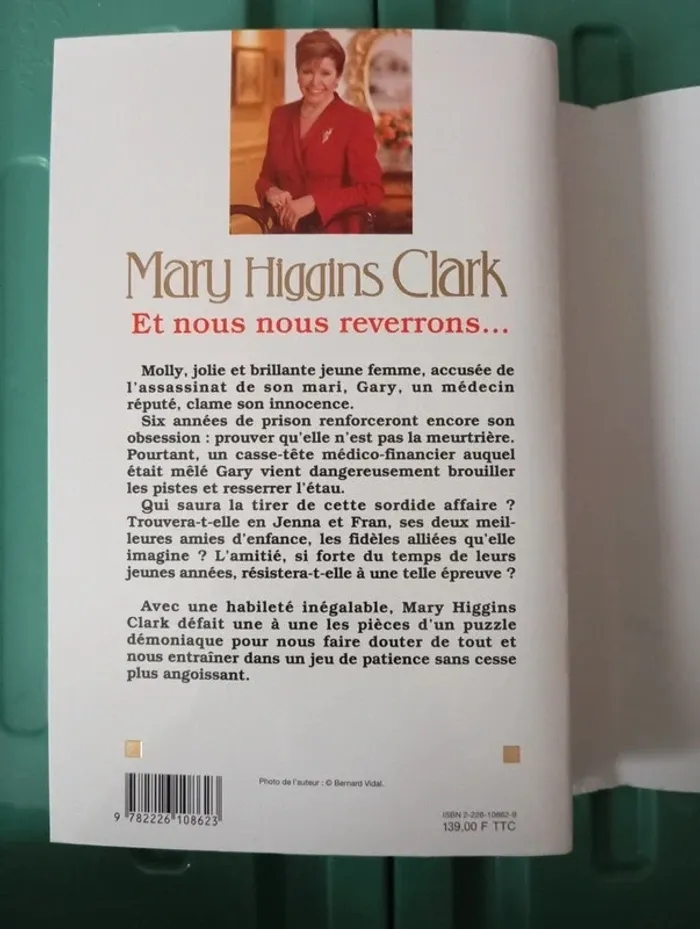 Mary Higgins Clark
Et nous nous reverrons...
Molly, jolie et brillante jeune femme, accusée de
l'assassinat de son mari, Gary, un médecin
réputé, clame son innocence.
Six années de prison renforceront encore son
obsession : prouver qu'elle n'est pas la meurtrière.
Pourtant, un casse-tête médico-financier auquel
était mêlé Gary vient dangereusement brouiller
les pistes et resserrer l'étau.
Qui saura la tirer de cette sordide affaire ?
Trouvera-t-elle en Jenna et Fran, ses deux meil-
leures amies d'enfance, les fidèles alliées qu'elle
imagine ? L'amitié, si forte du temps de leurs
jeunes années, résistera-t-elle à une telle épreuve ?
Avec une habileté inégalable, Mary Higgins
Clark défait une à une les pièces d'un puzzle
démoniaque pour nous faire douter de tout et
nous entraîner dans un jeu de patience sans cesse
plus angoissant.
Photo de l'auteur : © Bernard Vidal.
9 782226 108623
ISBN 2-226-10862-9
139,00 F TTC